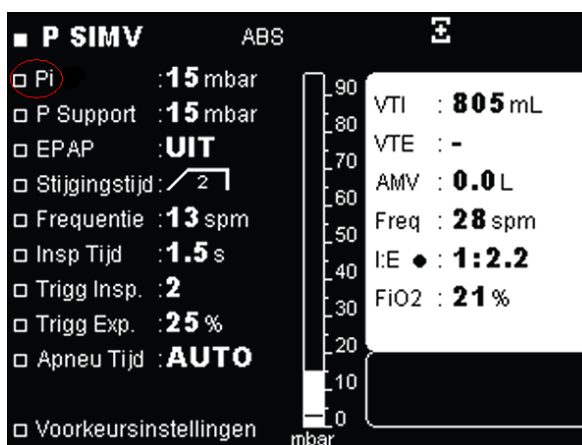 P SIMV ABS
Pi :15 mbar
P Support :15 mbar
EPAP :UIT
Stijgingstijd : 2
Frequentie :13 spm
Insp Tijd :1.5 s
Trigg Insp. :2
Trigg Exp. :25 %
Apneu Tijd :AUTO
Voorkeursinstellingen
90
80
70
60
50
40
30
20
10
0
mbar
VTI : 805 mL
VTE : -
AMV : 0.0 L
Freq : 28 spm
I:E : 1:2.2
FiO2 : 21 %